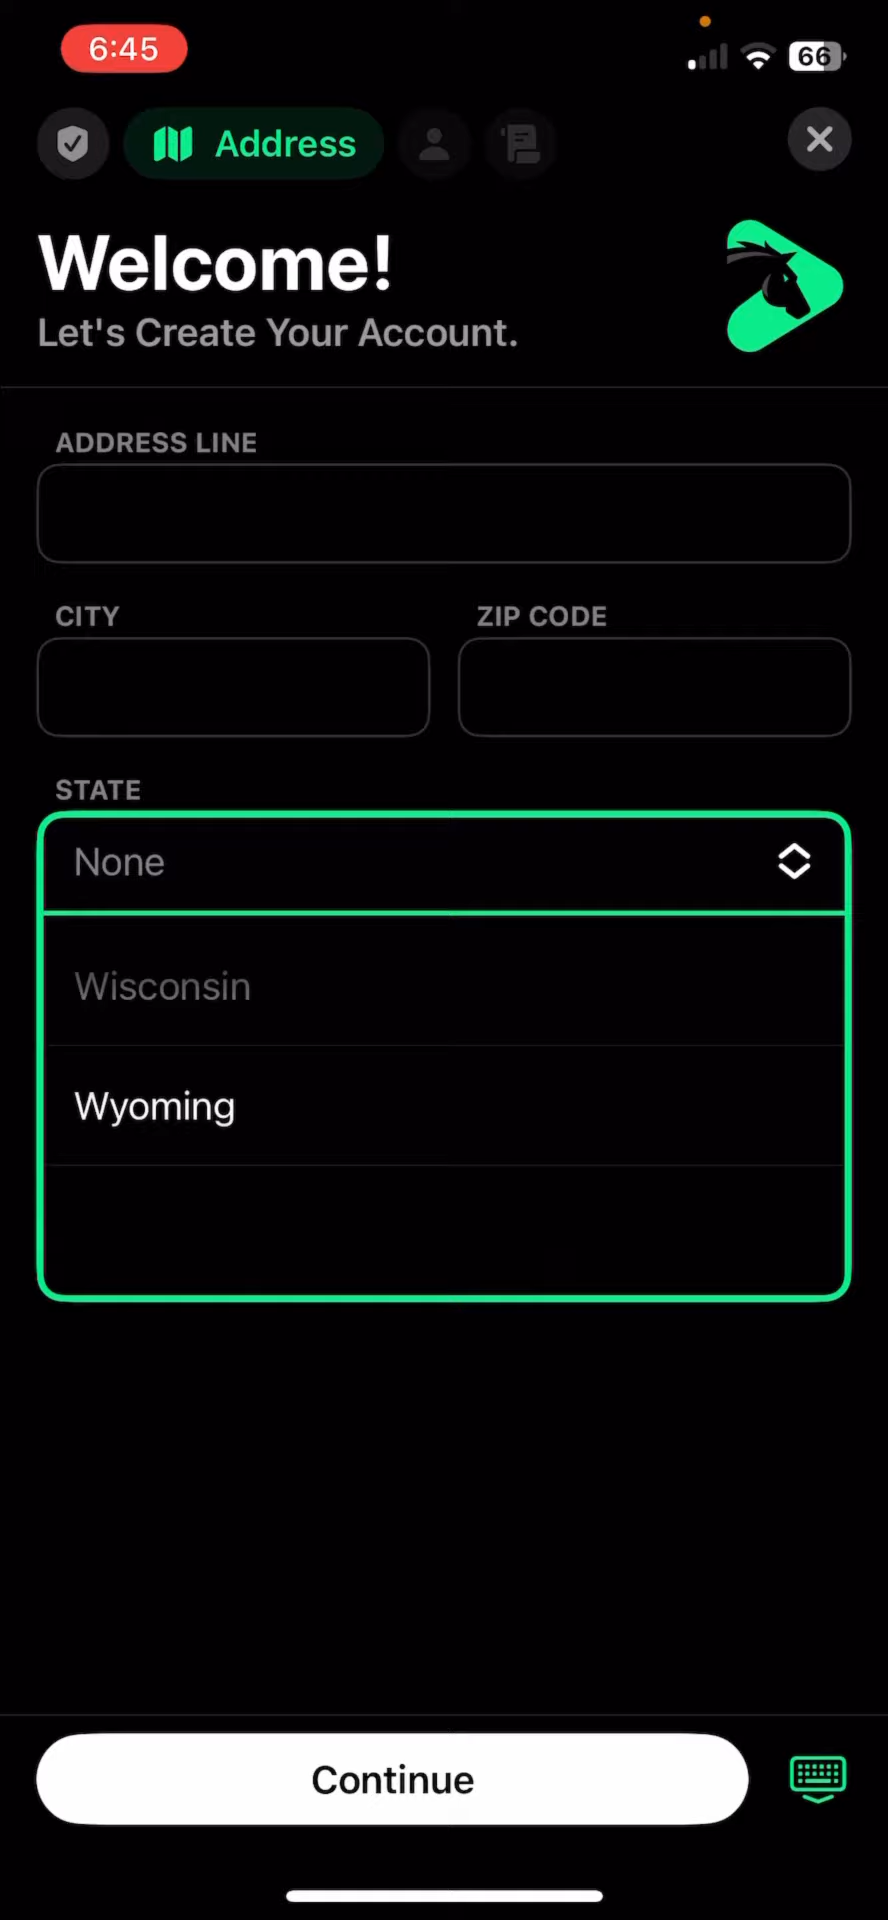 6:45
66
Address
Welcome!
Let's Create Your Account.
ADDRESS LINE
CITY
ZIP CODE
STATE
None
Wisconsin
Wyoming
Continue